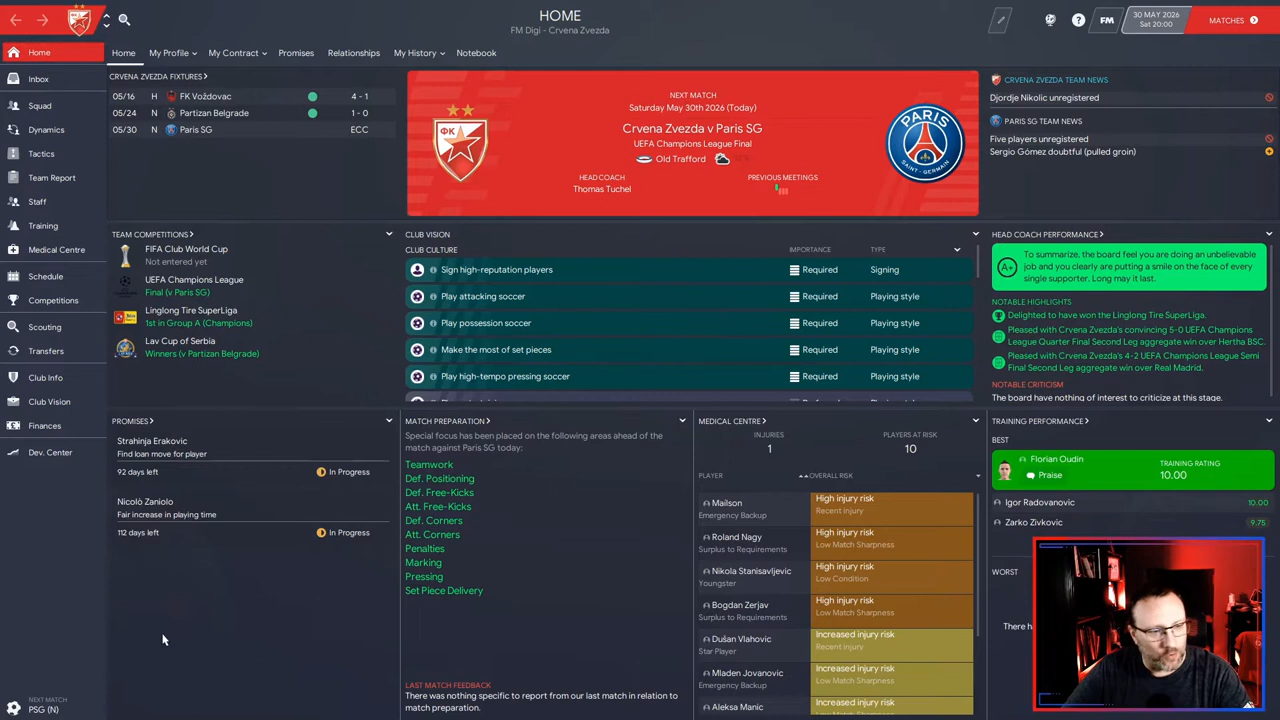 HOME
FM Digi - Crvena Zvezda
FM
30 MAY 2026
Sat 20:00
MATCHES
Home
Inbox
Squad
Dynamics
Tactics
Team Report
Staff
Training
Medical Centre
Schedule
Competitions
Scouting
Transfers
Club Info
Club Vision
Finances
Dev. Center
NEXT MATCH
PSG (N)
Home
My Profile
My Contract
Promises
Relationships
My History
Notebook
CRVENA ZVEZDA FIXTURES
05/16 H FK Voždovac 4 - 1
05/24 N Partizan Belgrade 1 - 0
05/30 N Paris SG ECC
NEXT MATCH
Saturday May 30th 2026 (Today)
Crvena Zvezda v Paris SG
UEFA Champions League Final
Old Trafford
HEAD COACH
Thomas Tuchel
PREVIOUS MEETINGS
PARIS
SAINT-GERMAIN
CRVENA ZVEZDA TEAM NEWS
Djordje Nikolic unregistered
PARIS SG TEAM NEWS
Five players unregistered
Sergio Gómez doubtful (pulled groin)
TEAM COMPETITIONS
FIFA Club World Cup
Not entered yet
UEFA Champions League
Final (v Paris SG)
Linglong Tire SuperLiga
1st in Group A (Champions)
Lav Cup of Serbia
Winners (v Partizan Belgrade)
CLUB VISION
CLUB CULTURE IMPORTANCE TYPE
Sign high-reputation players Required Signing
Play attacking soccer Required Playing style
Play possession soccer Required Playing style
Make the most of set pieces Required Playing style
Play high-tempo pressing soccer Required Playing style
HEAD COACH PERFORMANCE
A+
To summarize, the board feel you are doing an unbelievable
job and you clearly are putting a smile on the face of every
single supporter. Long may it last.
NOTABLE HIGHLIGHTS
Delighted to have won the Linglong Tire SuperLiga.
Pleased with Crvena Zvezda's convincing 5-0 UEFA Champions
League Quarter Final Second Leg aggregate win over Hertha BSC.
Pleased with Crvena Zvezda's 4-2 UEFA Champions League Semi
Final Second Leg aggregate win over Real Madrid.
NOTABLE CRITICISM
The board have nothing of interest to criticize at this stage.
PROMISES
Strahinja Erakovic
Find loan move for player
92 days left In Progress
Nicolò Zaniolo
Fair increase in playing time
112 days left In Progress
MATCH PREPARATION
Special focus has been placed on the following areas ahead of the
match against Paris SG today:
Teamwork
Def. Positioning
Def. Free-Kicks
Att. Free-Kicks
Def. Corners
Att. Corners
Penalties
Marking
Pressing
Set Piece Delivery
LAST MATCH FEEDBACK
There was nothing specific to report from our last match in relation to
match preparation.
MEDICAL CENTRE
INJURIES PLAYERS AT RISK
1 10
PLAYER OVERALL RISK
Mailson High injury risk
Emergency Backup Recent injury
Roland Nagy High injury risk
Surplus to Requirements Low Match Sharpness
Nikola Stanisavljevic High injury risk
Youngster Low Condition
Bogdan Zerjav High injury risk
Surplus to Requirements Low Match Sharpness
Dušan Vlahovic Increased injury risk
Star Player Recent injury
Mladen Jovanovic Increased injury risk
Emergency Backup Low Match Sharpness
Aleksa Manic Increased injury risk
TRAINING PERFORMANCE
BEST
Florian Oudin
Praise
TRAINING RATING
10.00
Igor Radovanovic 10.00
Zarko Zivkovic 9.75
WORST